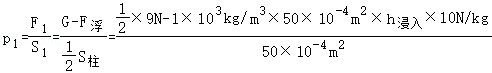 p₁=F₁/S₁=(G-F浮)/(1/2 S柱)=(1/2×9N-1×10³kg/m³×50×10⁻⁴m²×h浸入×10N/kg)/(50×10⁻⁴m²)